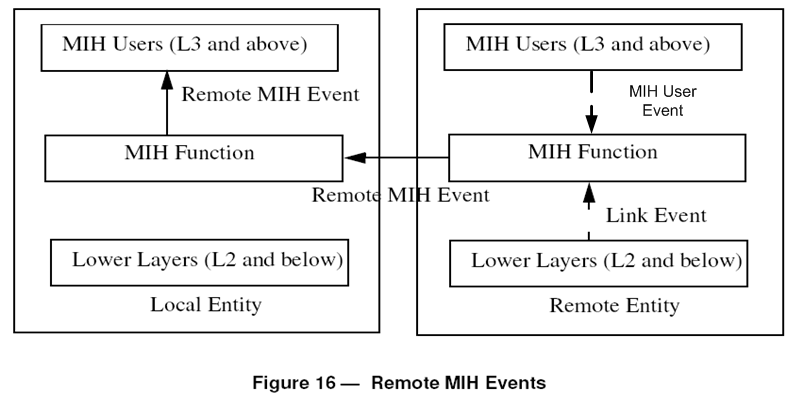 MIH Users (L3 and above)
Remote MIH Event
MIH Function
Lower Layers (L2 and below)
Local Entity
Remote MIH Event
MIH Users (L3 and above)
MIH User
Event
MIH Function
Link Event
Lower Layers (L2 and below)
Remote Entity
Figure 16 — Remote MIH Events